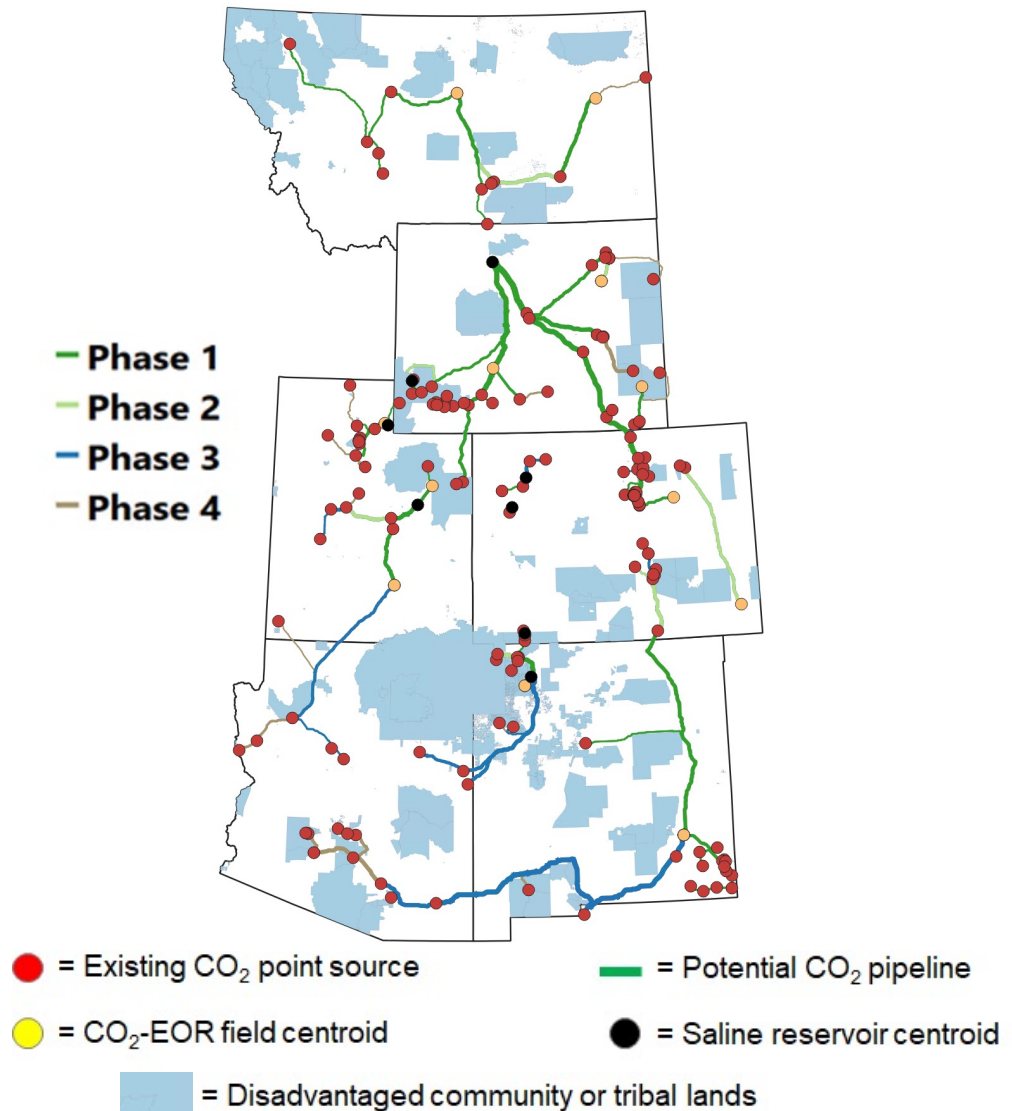 Phase 1
Phase 2
Phase 3
Phase 4
= Existing CO₂ point source
= Potential CO₂ pipeline
= CO₂-EOR field centroid
= Saline reservoir centroid
= Disadvantaged community or tribal lands